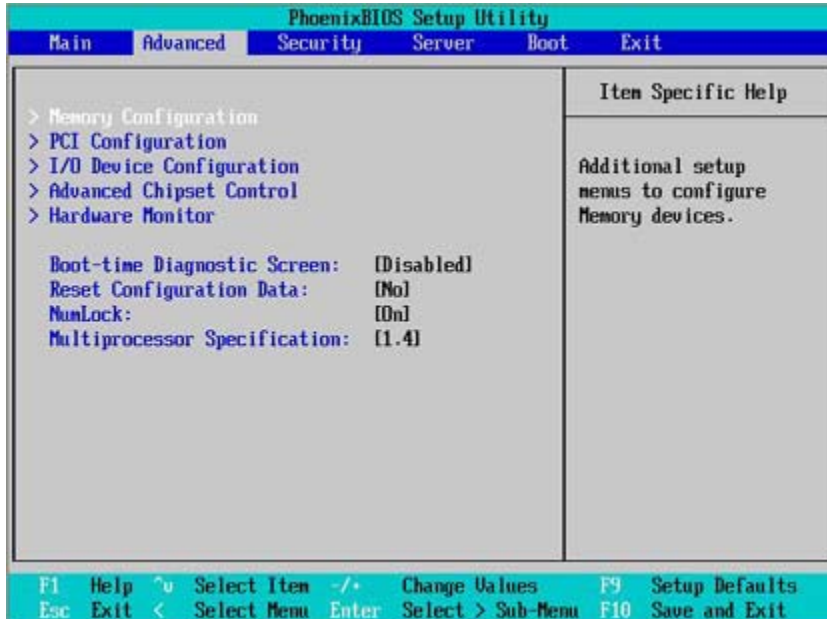 PhoenixBIOS Setup Utility
Main Advanced Security Server Boot Exit
Item Specific Help
> Memory Configuration
> PCI Configuration
> I/O Device Configuration
> Advanced Chipset Control
> Hardware Monitor
Additional setup
menus to configure
Memory devices.
Boot-time Diagnostic Screen: [Disabled]
Reset Configuration Data: [No]
NumLock: [On]
Multiprocessor Specification: [1.4]
F1 Help ^v Select Item -/+ Change Values F9 Setup Defaults
Esc Exit < Select Menu Enter Select > Sub-Menu F10 Save and Exit